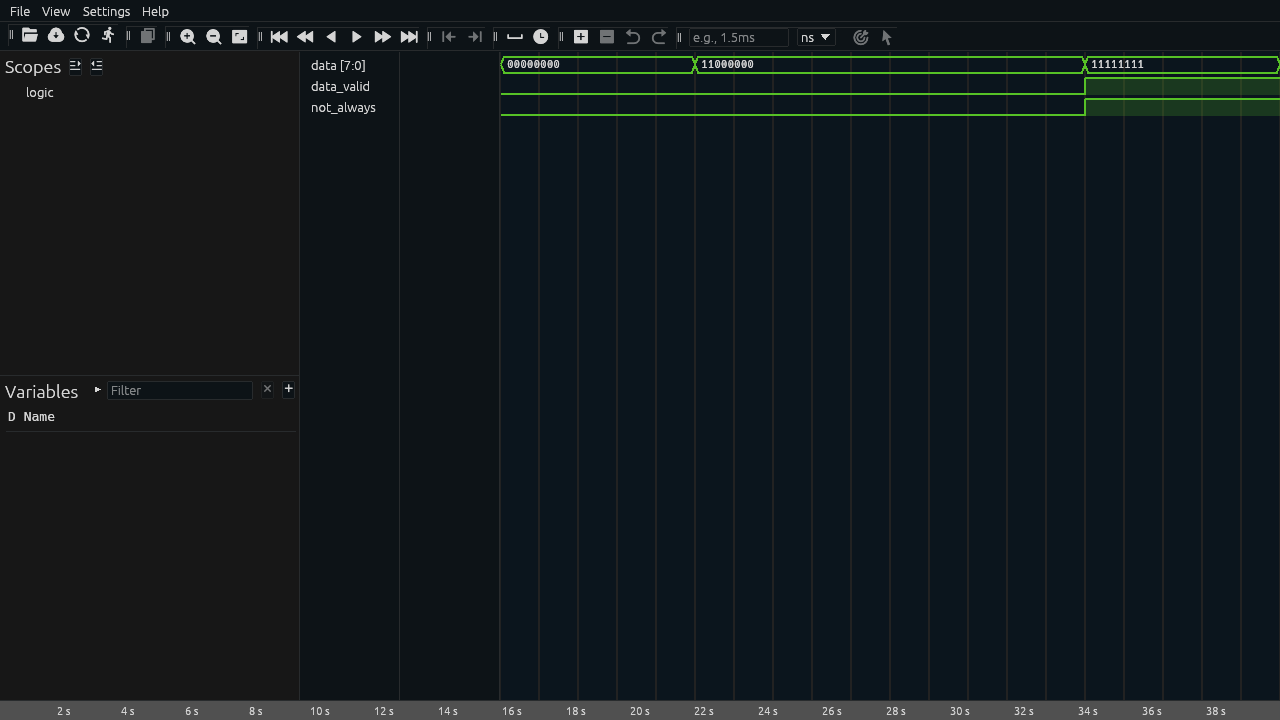 File View Settings Help
e.g., 1.5ms ns
Scopes
logic
data [7:0] 00000000 11000000 11111111
data_valid
not_always
Variables Filter
D Name
2 s 4 s 6 s 8 s 10 s 12 s 14 s 16 s 18 s 20 s 22 s 24 s 26 s 28 s 30 s 32 s 34 s 36 s 38 s